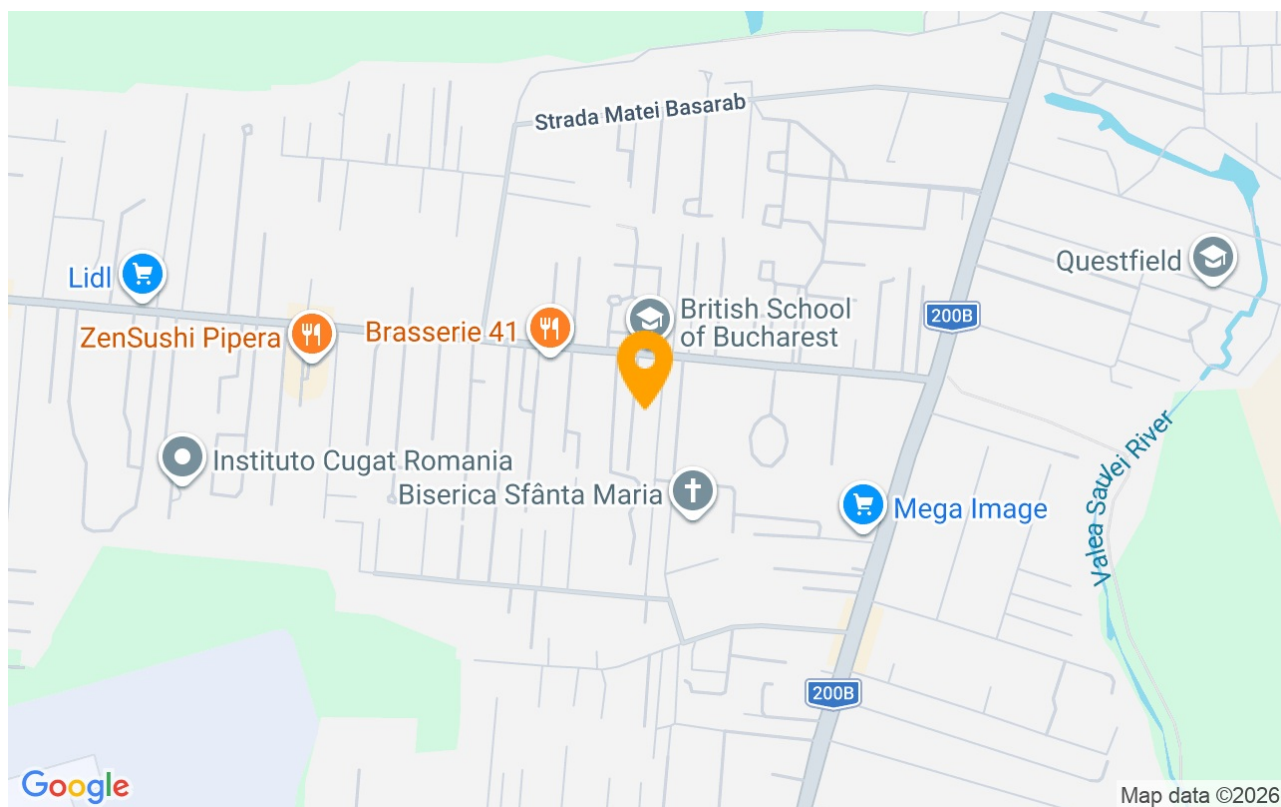 Strada Matei Basarab
Lidl
ZenSushi Pipera
Brasserie 41
British School
of Bucharest
Questfield
200B
Instituto Cugat Romania
Biserica Sfânta Maria
Mega Image
Valea Saulei River
200B
Google
Map data ©2026